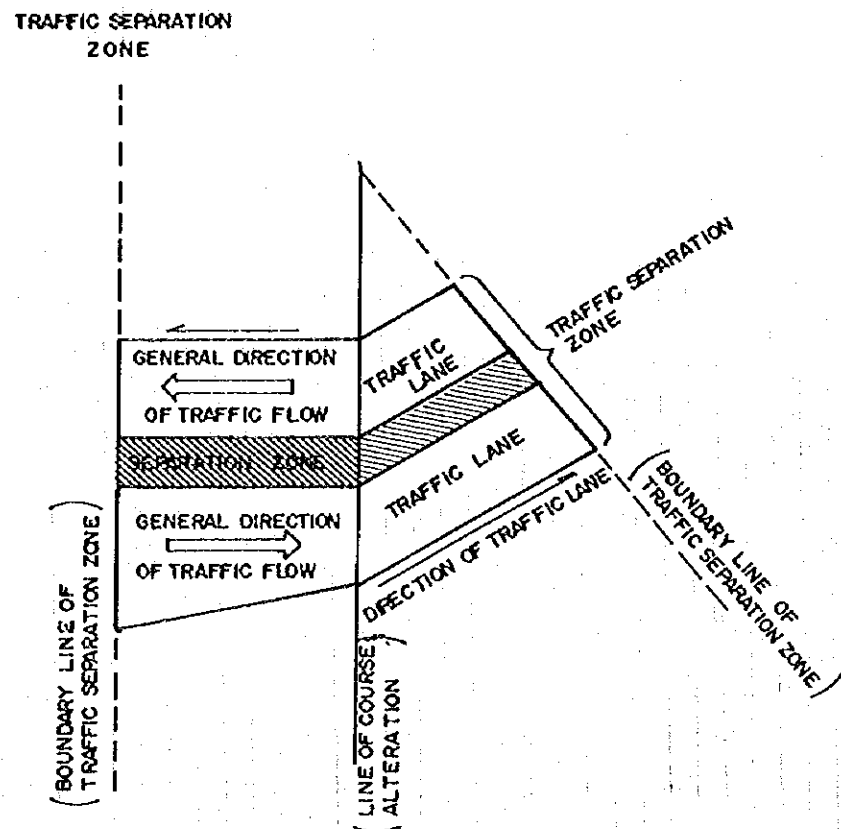 TRAFFIC SEPARATION
ZONE
TRAFFIC SEPARATION
ZONE
GENERAL DIRECTION
OF TRAFFIC FLOW
TRAFFIC
LANE
SEPARATION ZONE
TRAFFIC LANE
GENERAL DIRECTION
OF TRAFFIC FLOW
DIRECTION OF TRAFFIC LANE
(BOUNDARY LINE OF
TRAFFIC SEPARATION ZONE)
(BOUNDARY LINE OF
TRAFFIC SEPARATION ZONE)
(LINE OF COURSE
ALTERATION)